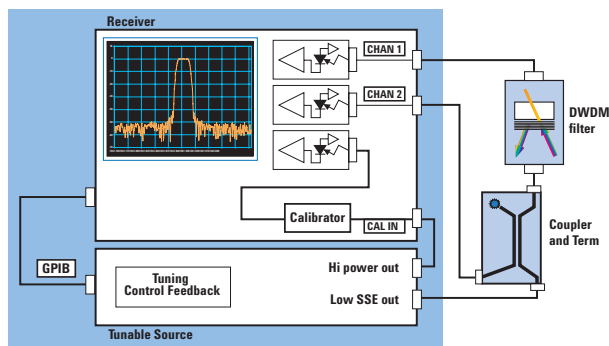 Receiver
CHAN 1
CHAN 2
DWDM
filter
Calibrator
CAL IN
Coupler
and Term
GPIB
Tuning
Control Feedback
Hi power out
Low SSE out
Tunable Source